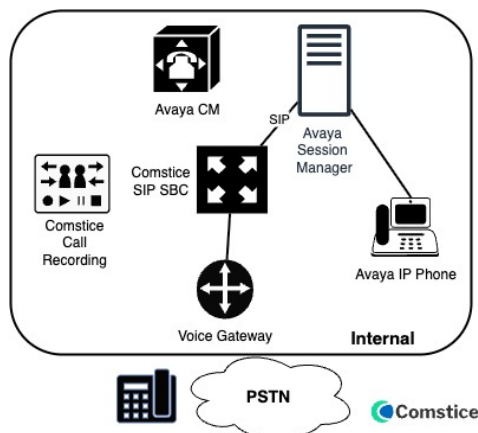 Avaya CM
SIP
Avaya
Session
Manager
Comstice
SIP SBC
Comstice
Call
Recording
Avaya IP Phone
Voice Gateway
Internal
PSTN
Comstice